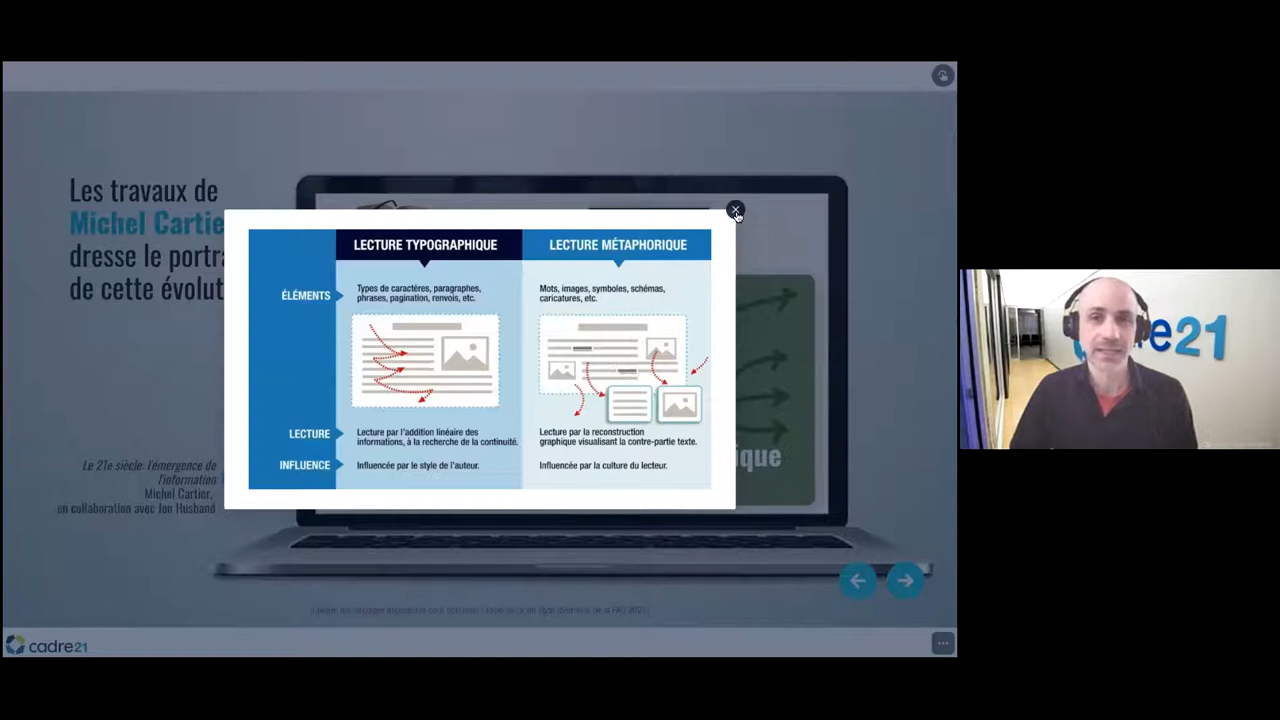 Les travaux de
Michel Cartie
dresse le portra
de cette évolut
Le 21e siècle: l'émergence de
l'information
Michel Cartier,
en collaboration avec Jon Husband
LECTURE TYPOGRAPHIQUE
LECTURE MÉTAPHORIQUE
ÉLÉMENTS
Types de caractères, paragraphes,
phrases, pagination, renvois, etc.
Mots, images, symboles, schémas,
caricatures, etc.
LECTURE
Lecture par l'addition linéaire des
informations, à la recherche de la continuité.
Lecture par la reconstruction
graphique visualisant la contre-partie texte.
INFLUENCE
Influencée par le style de l'auteur.
Influencée par la culture du lecteur.
ique
cadre21
e21